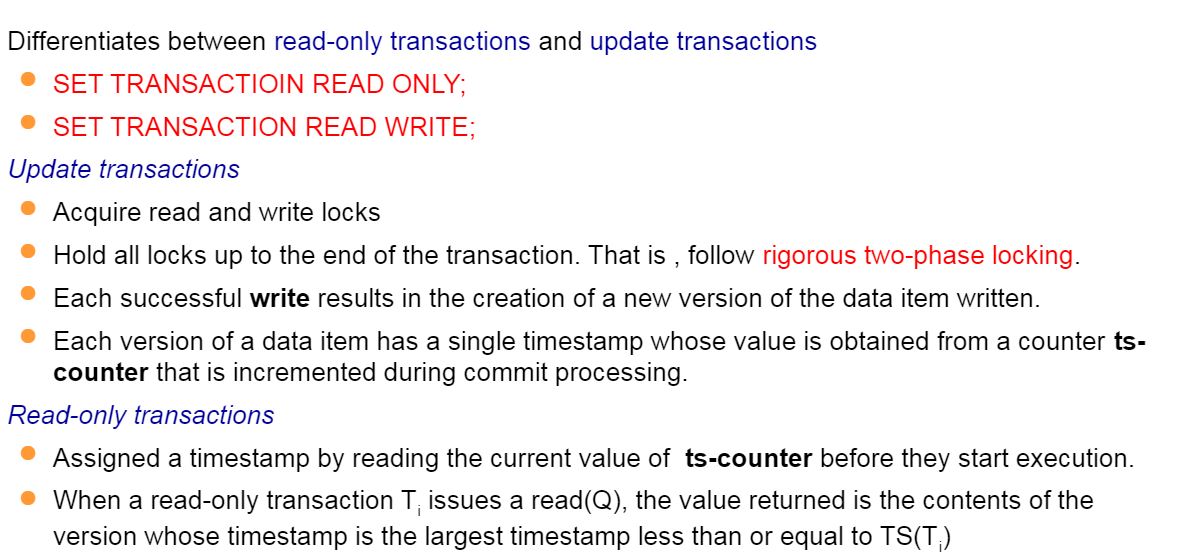 Differentiates between read-only transactions and update transactions
SET TRANSACTIOIN READ ONLY;
SET TRANSACTION READ WRITE;
Update transactions
Acquire read and write locks
Hold all locks up to the end of the transaction. That is , follow rigorous two-phase locking.
Each successful write results in the creation of a new version of the data item written.
Each version of a data item has a single timestamp whose value is obtained from a counter ts-
counter that is incremented during commit processing.
Read-only transactions
Assigned a timestamp by reading the current value of ts-counter before they start execution.
When a read-only transaction Ti issues a read(Q), the value returned is the contents of the
version whose timestamp is the largest timestamp less than or equal to TS(Ti)